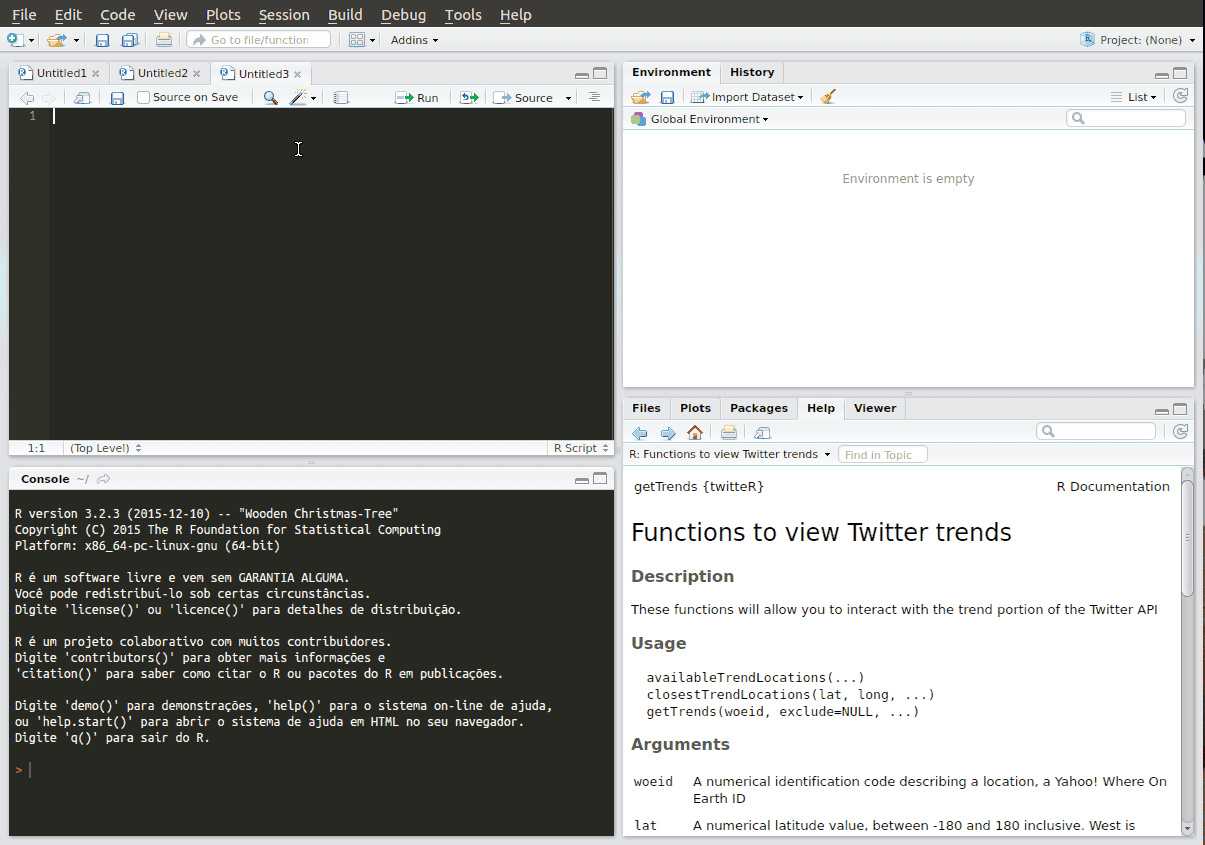 File Edit Code View Plots Session Build Debug Tools Help
Go to file/function Addins Project: (None)
Untitled1 Untitled2 Untitled3
Source on Save Run Source
1
1:1 (Top Level) R Script
Console ~/
R version 3.2.3 (2015-12-10) -- "Wooden Christmas-Tree"
Copyright (C) 2015 The R Foundation for Statistical Computing
Platform: x86_64-pc-linux-gnu (64-bit)
R é um software livre e vem sem GARANTIA ALGUMA.
Você pode redistribuí-lo sob certas circunstâncias.
Digite 'license()' ou 'licence()' para detalhes de distribuição.
R é um projeto colaborativo com muitos contribuidores.
Digite 'contributors()' para obter mais informações e
'citation()' para saber como citar o R ou pacotes do R em publicações.
Digite 'demo()' para demonstrações, 'help()' para o sistema on-line de ajuda,
ou 'help.start()' para abrir o sistema de ajuda em HTML no seu navegador.
Digite 'q()' para sair do R.
>
Environment History
Import Dataset List
Global Environment
Environment is empty
Files Plots Packages Help Viewer
R: Functions to view Twitter trends Find in Topic
getTrends {twitteR} R Documentation
Functions to view Twitter trends
Description
These functions will allow you to interact with the trend portion of the Twitter API
Usage
availableTrendLocations(...)
closestTrendLocations(lat, long, ...)
getTrends(woeid, exclude=NULL, ...)
Arguments
woeid A numerical identification code describing a location, a Yahoo! Where On
Earth ID
lat A numerical latitude value, between -180 and 180 inclusive. West is